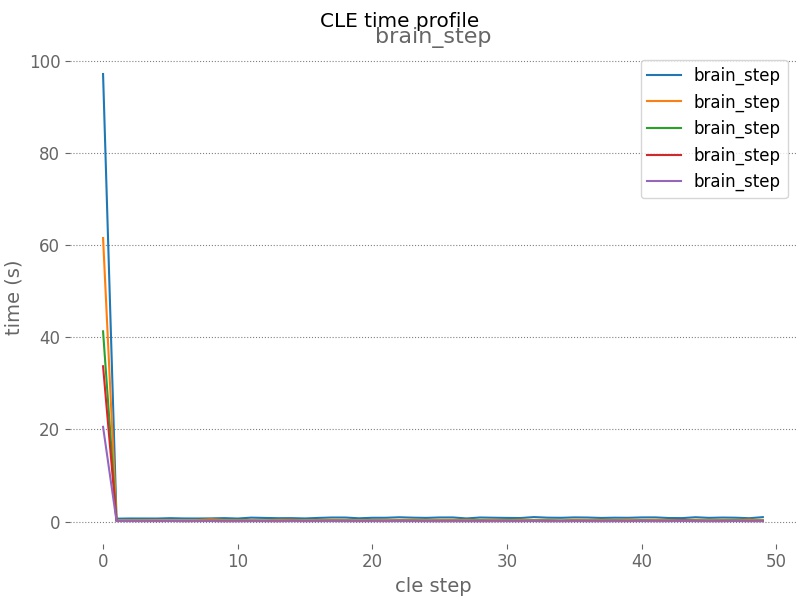 CLE time profile
brain_step
100
80
60
40
20
0
time (s)
0 10 20 30 40 50
cle step
brain_step
brain_step
brain_step
brain_step
brain_step